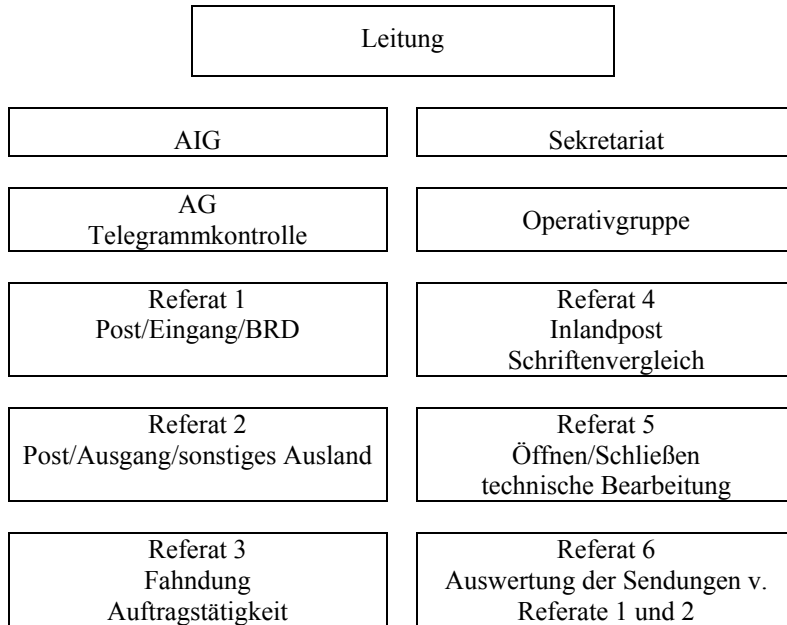 Leitung
AIG
Sekretariat
AG
Telegrammkontrolle
Operativgruppe
Referat 1
Post/Eingang/BRD
Referat 4
Inlandpost
Schriftenvergleich
Referat 2
Post/Ausgang/sonstiges Ausland
Referat 5
Öffnen/Schließen
technische Bearbeitung
Referat 3
Fahndung
Auftragstätigkeit
Referat 6
Auswertung der Sendungen v.
Referate 1 und 2